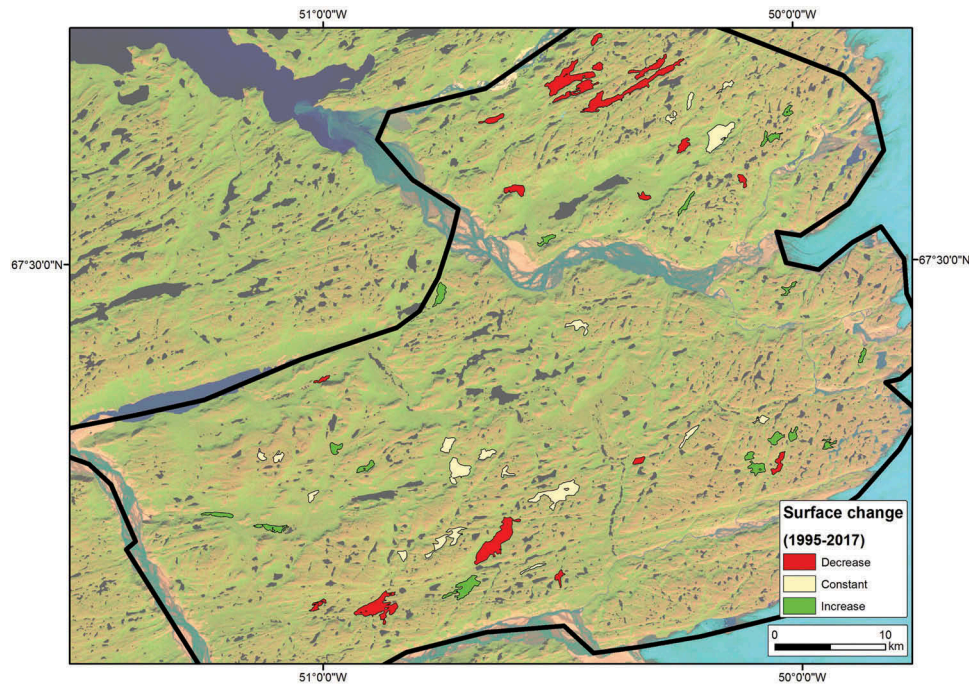 51°0'0"W
50°0'0"W
67°30'0"N
67°30'0"N
Surface change
(1995-2017)
Decrease
Constant
Increase
0
10
km
51°0'0"W
50°0'0"W